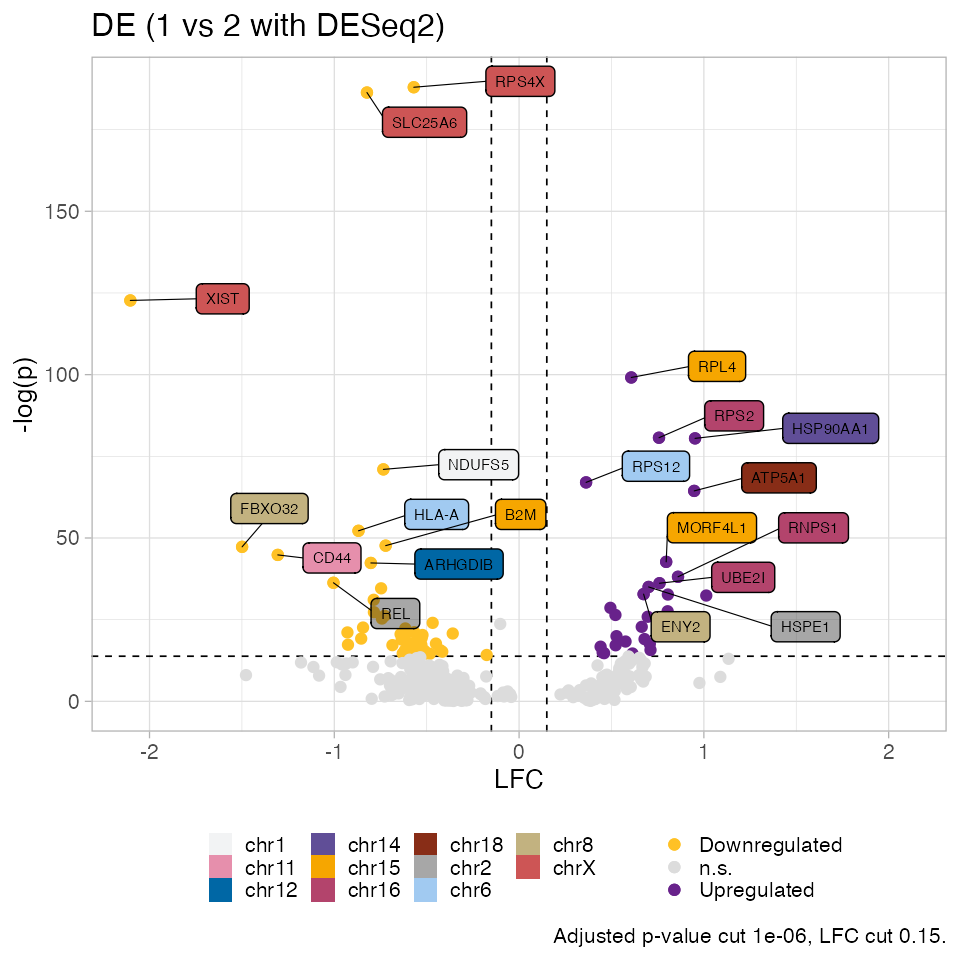 DE (1 vs 2 with DESeq2)
RPS4X
SLC25A6
150
XIST
100
RPL4
RPS2
HSP90AA1
NDUFS5
RPS12
ATP5A1
FBXO32
HLA-A
B2M
MORF4L1
RNPS1
50
CD44
ARHGDIB
UBE2I
REL
ENY2
HSPE1
0
-log(p)
-2 -1 0 1 2
LFC
chr1 chr14 chr18 chr8 Downregulated
chr11 chr15 chr2 chrX n.s.
chr12 chr16 chr6 Upregulated
Adjusted p-value cut 1e-06, LFC cut 0.15.